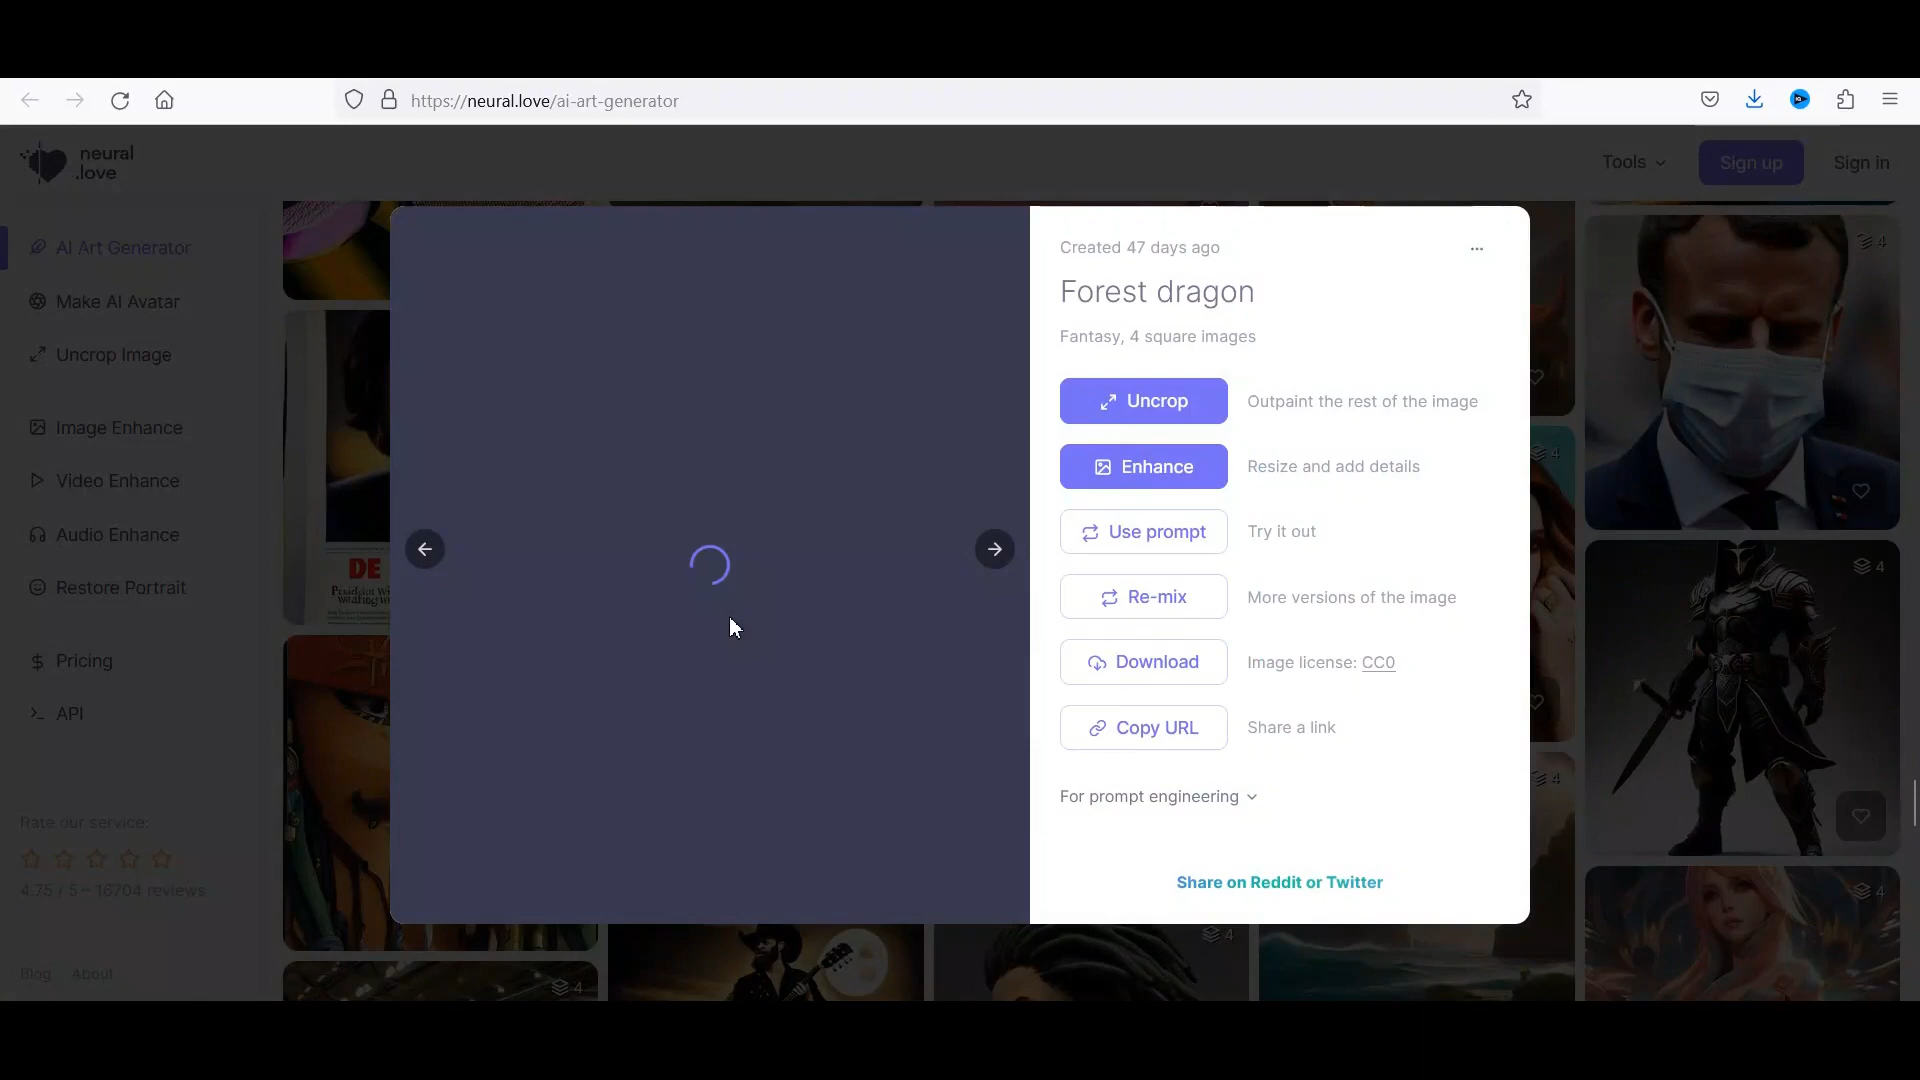 https://neural.love/ai-art-generator
neural
.love
Tools
Sign up
Sign in
AI Art Generator
Make AI Avatar
Uncrop Image
Image Enhance
Video Enhance
Audio Enhance
Restore Portrait
Pricing
API
Rate our service:
4.75 / 5 – 16704 reviews
Blog
About
Created 47 days ago
Forest dragon
Fantasy, 4 square images
Uncrop
Outpaint the rest of the image
Enhance
Resize and add details
Use prompt
Try it out
Re-mix
More versions of the image
Download
Image license: CC0
Copy URL
Share a link
For prompt engineering
Share on Reddit or Twitter
DE
4
4
4
4
4
4
4